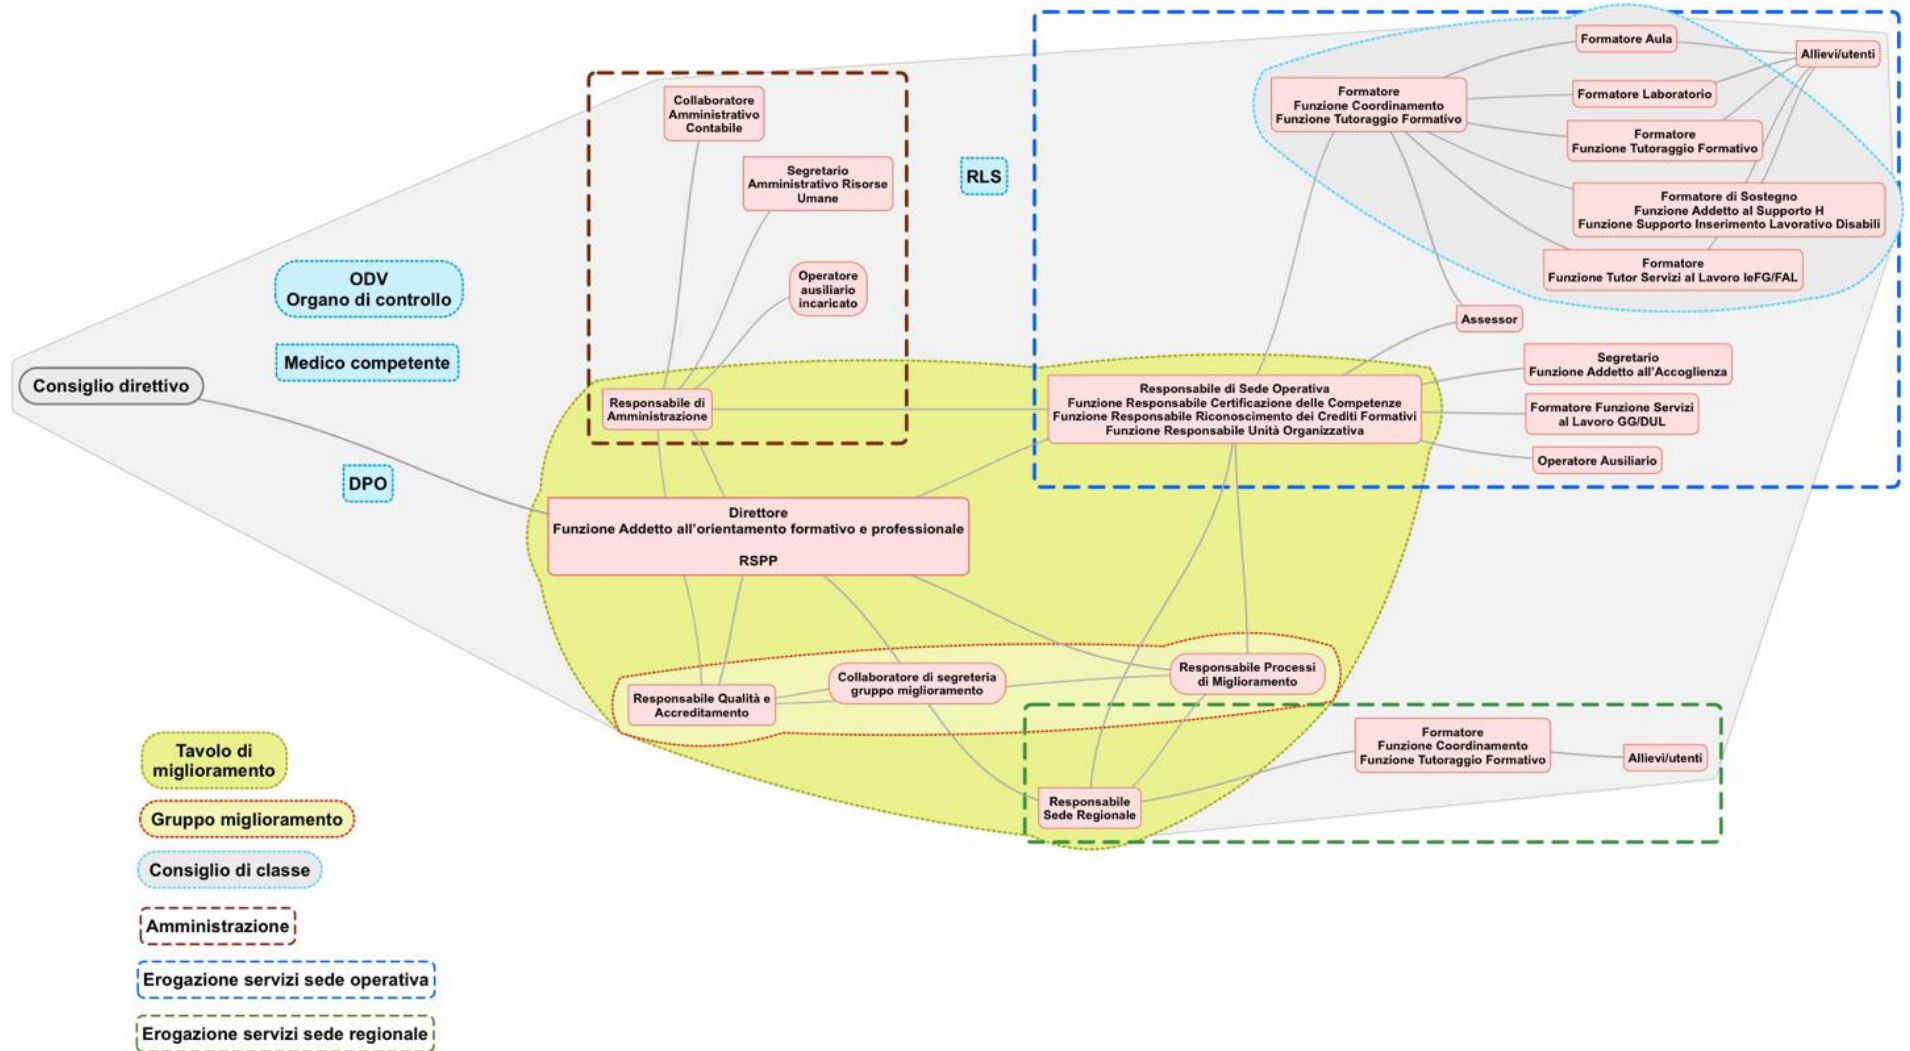 Formatore Aula
Allievi/utenti
Formatore
Funzione Coordinamento
Funzione Tutoraggio Formativo
Formatore Laboratorio
Formatore
Funzione Tutoraggio Formativo
Formatore di Sostegno
Funzione Addetto al Supporto H
Funzione Supporto Inserimento Lavorativo Disabili
Formatore
Funzione Tutor Servizi al Lavoro IeFG/FAL
Collaboratore
Amministrativo
Contabile
Segretario
Amministrativo Risorse
Umane
Operatore
ausiliario
incaricato
RLS
ODV
Organo di controllo
Medico competente
Consiglio direttivo
DPO
Assessor
Segretario
Funzione Addetto all'Accoglienza
Formatore Funzione Servizi
al Lavoro GG/DUL
Operatore Ausiliario
Responsabile di
Amministrazione
Responsabile di Sede Operativa
Funzione Responsabile Certificazione delle Competenze
Funzione Responsabile Riconoscimento dei Crediti Formativi
Funzione Responsabile Unità Organizzativa
Direttore
Funzione Addetto all'orientamento formativo e professionale
RSPP
Responsabile Qualità e
Accreditamento
Collaboratore di segreteria
gruppo miglioramento
Responsabile Processi
di Miglioramento
Responsabile
Sede Regionale
Formatore
Funzione Coordinamento
Funzione Tutoraggio Formativo
Allievi/utenti
Tavolo di
miglioramento
Gruppo miglioramento
Consiglio di classe
Amministrazione
Erogazione servizi sede operativa
Erogazione servizi sede regionale